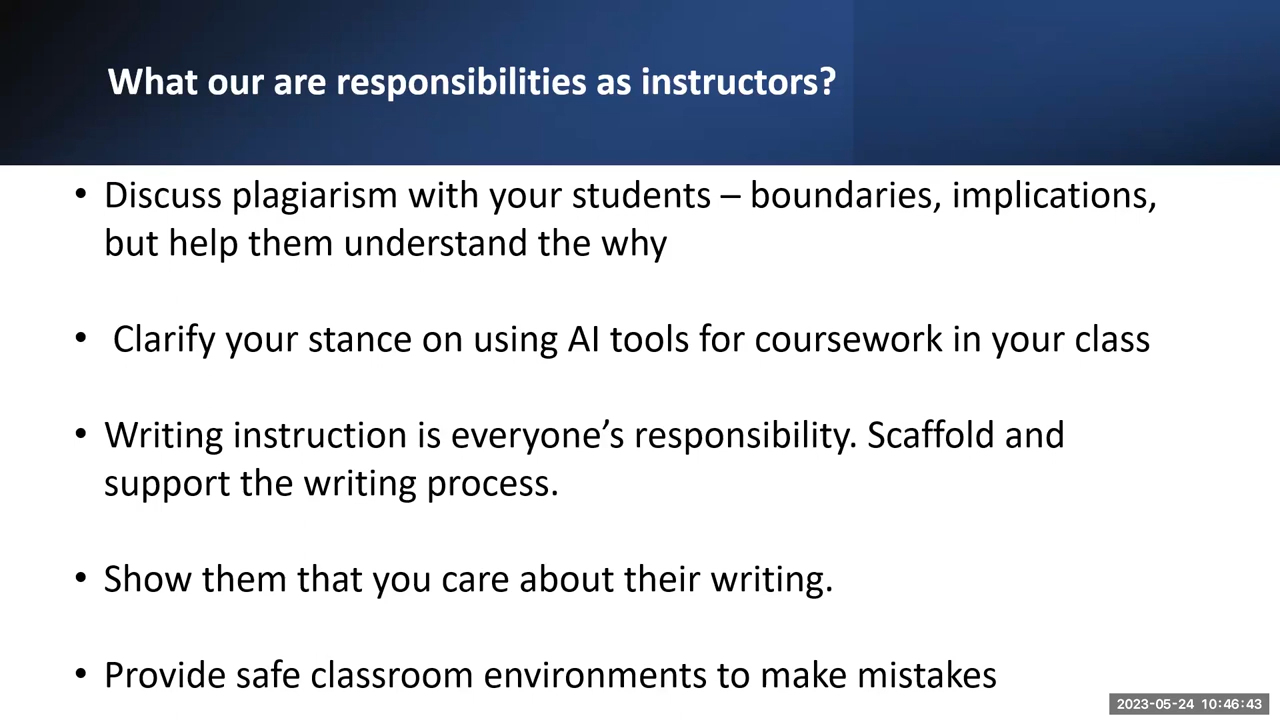 What our are responsibilities as instructors?
• Discuss plagiarism with your students – boundaries, implications,
but help them understand the why
• Clarify your stance on using AI tools for coursework in your class
• Writing instruction is everyone’s responsibility. Scaffold and
support the writing process.
• Show them that you care about their writing.
• Provide safe classroom environments to make mistakes
2023-05-24 10:46:43